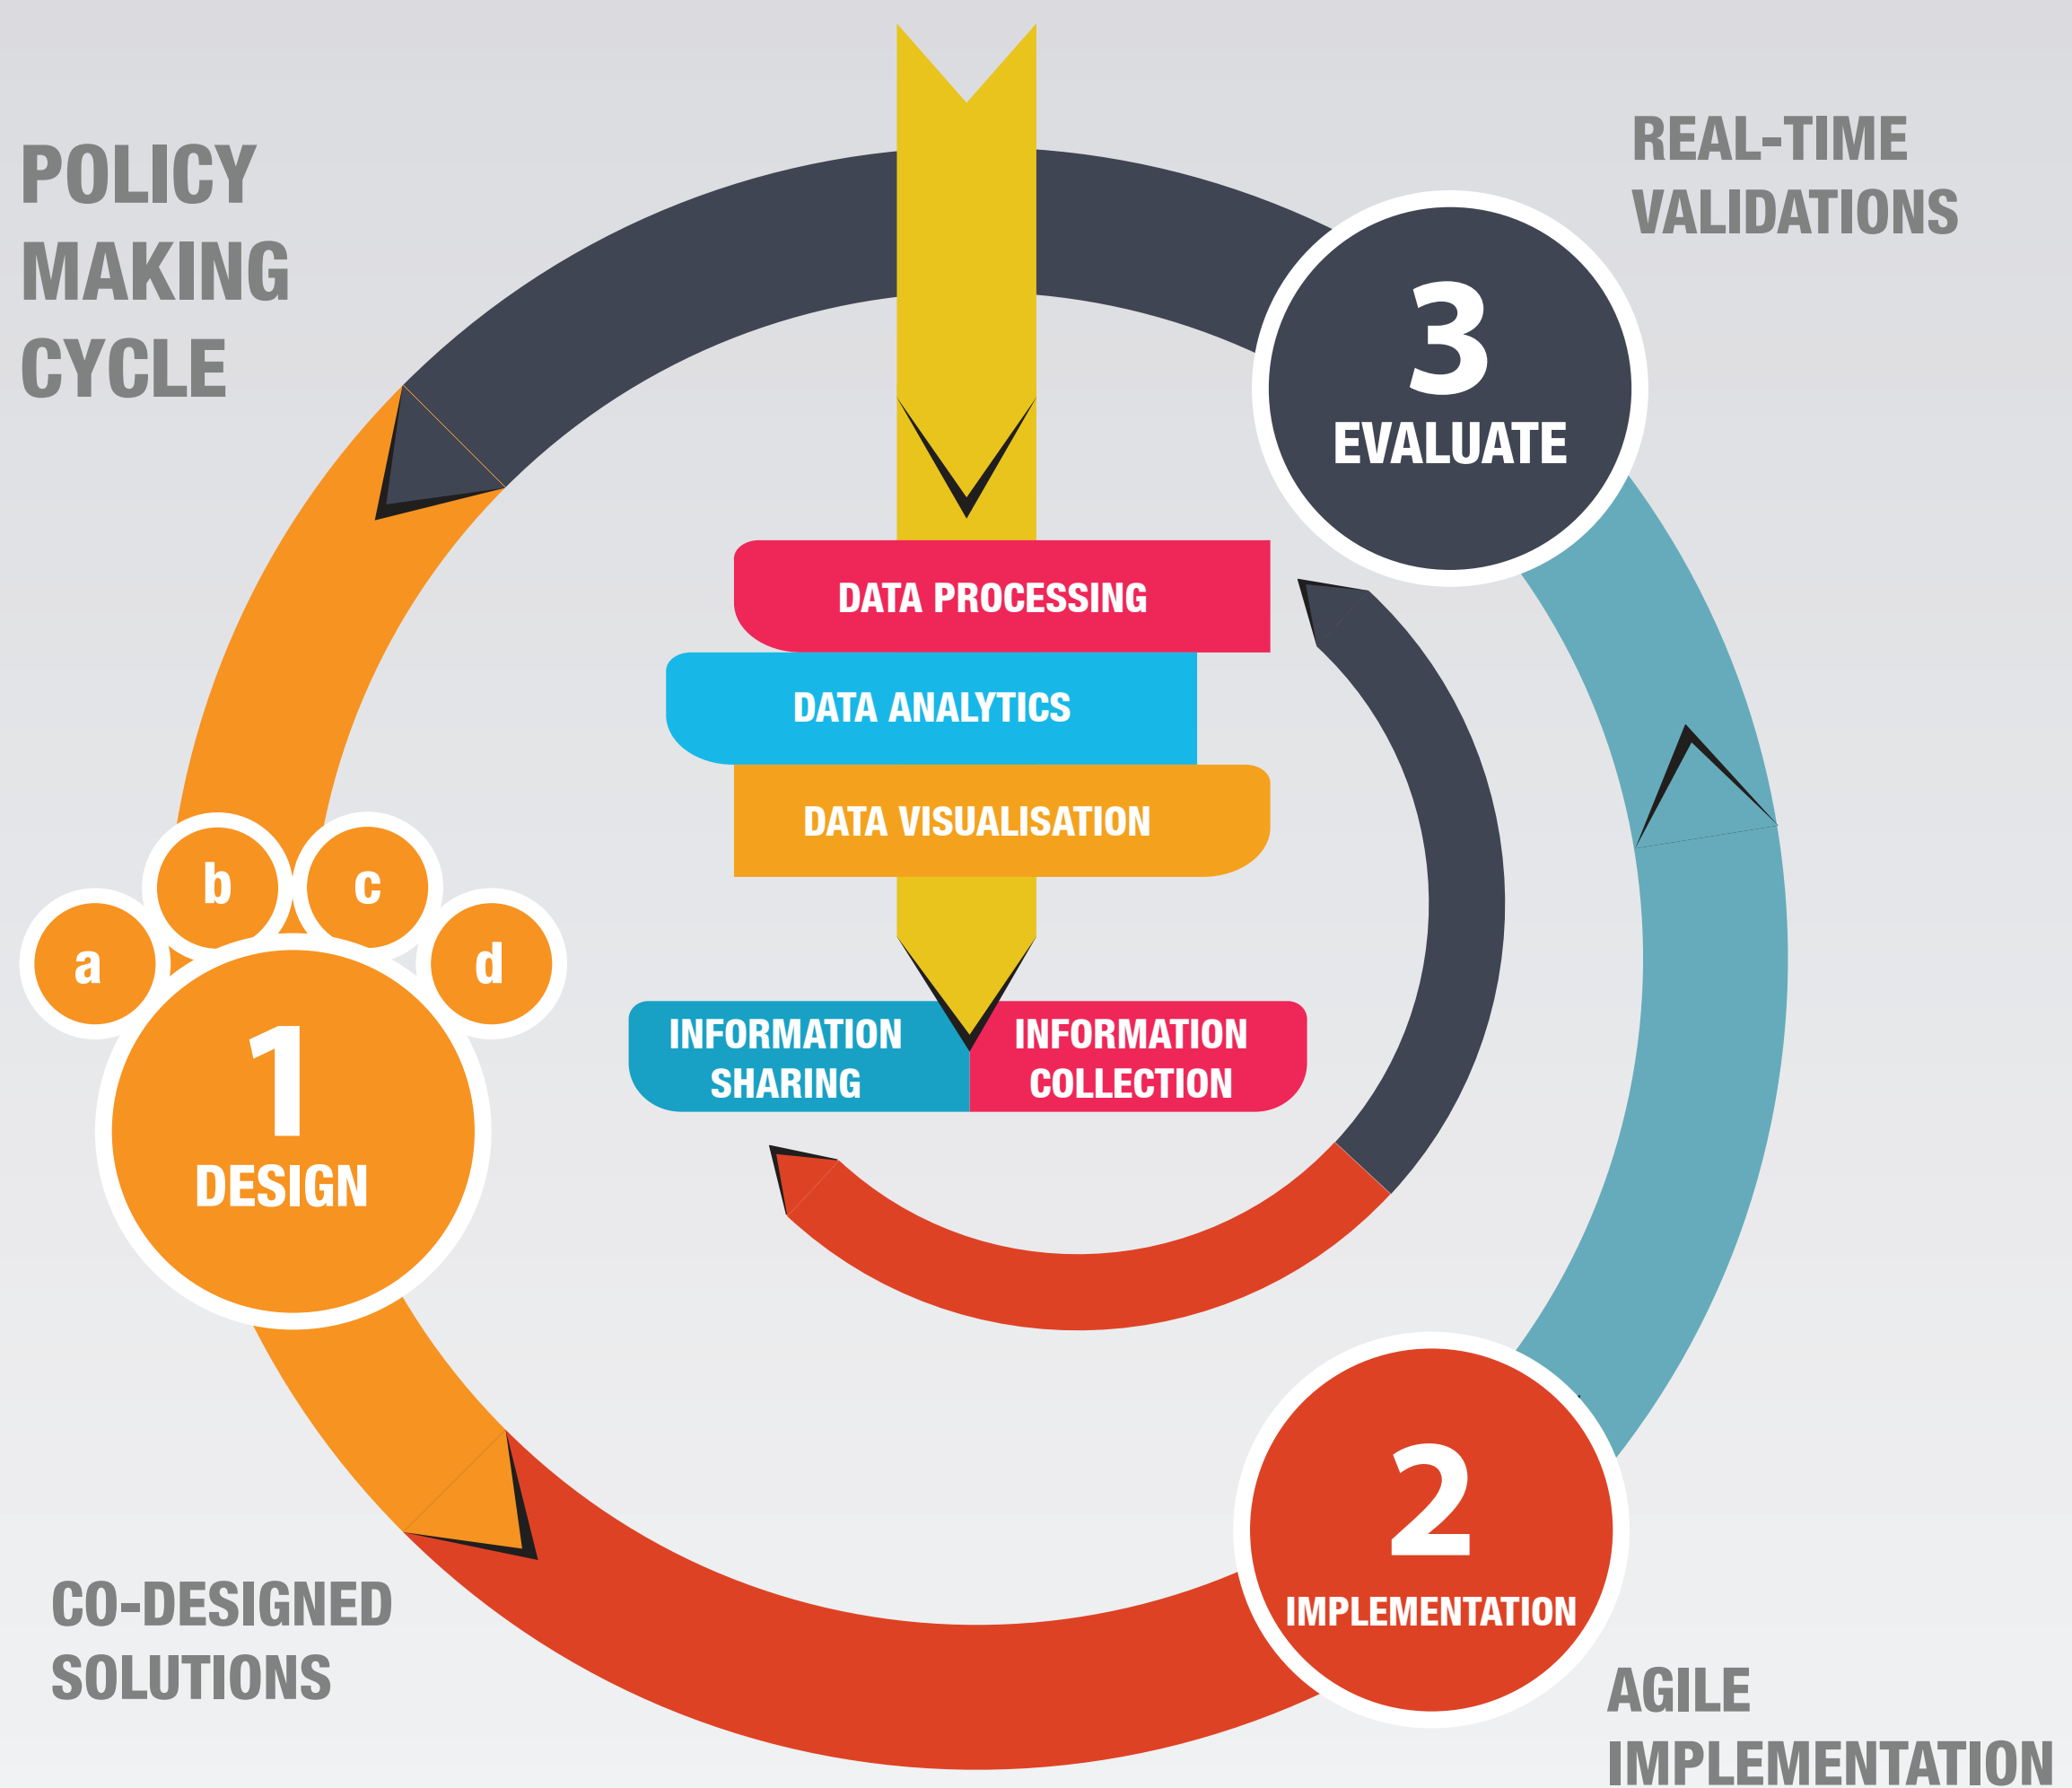 POLICY
MAKING
CYCLE
REAL-TIME
VALIDATIONS
3
EVALUATE
DATA PROCESSING
DATA ANALYTICS
DATA VISUALISATION
a
b
c
d
1
DESIGN
INFORMATION
SHARING
INFORMATION
COLLECTION
2
IMPLEMENTATION
CO-DESIGNED
SOLUTIONS
AGILE
IMPLEMENTATION